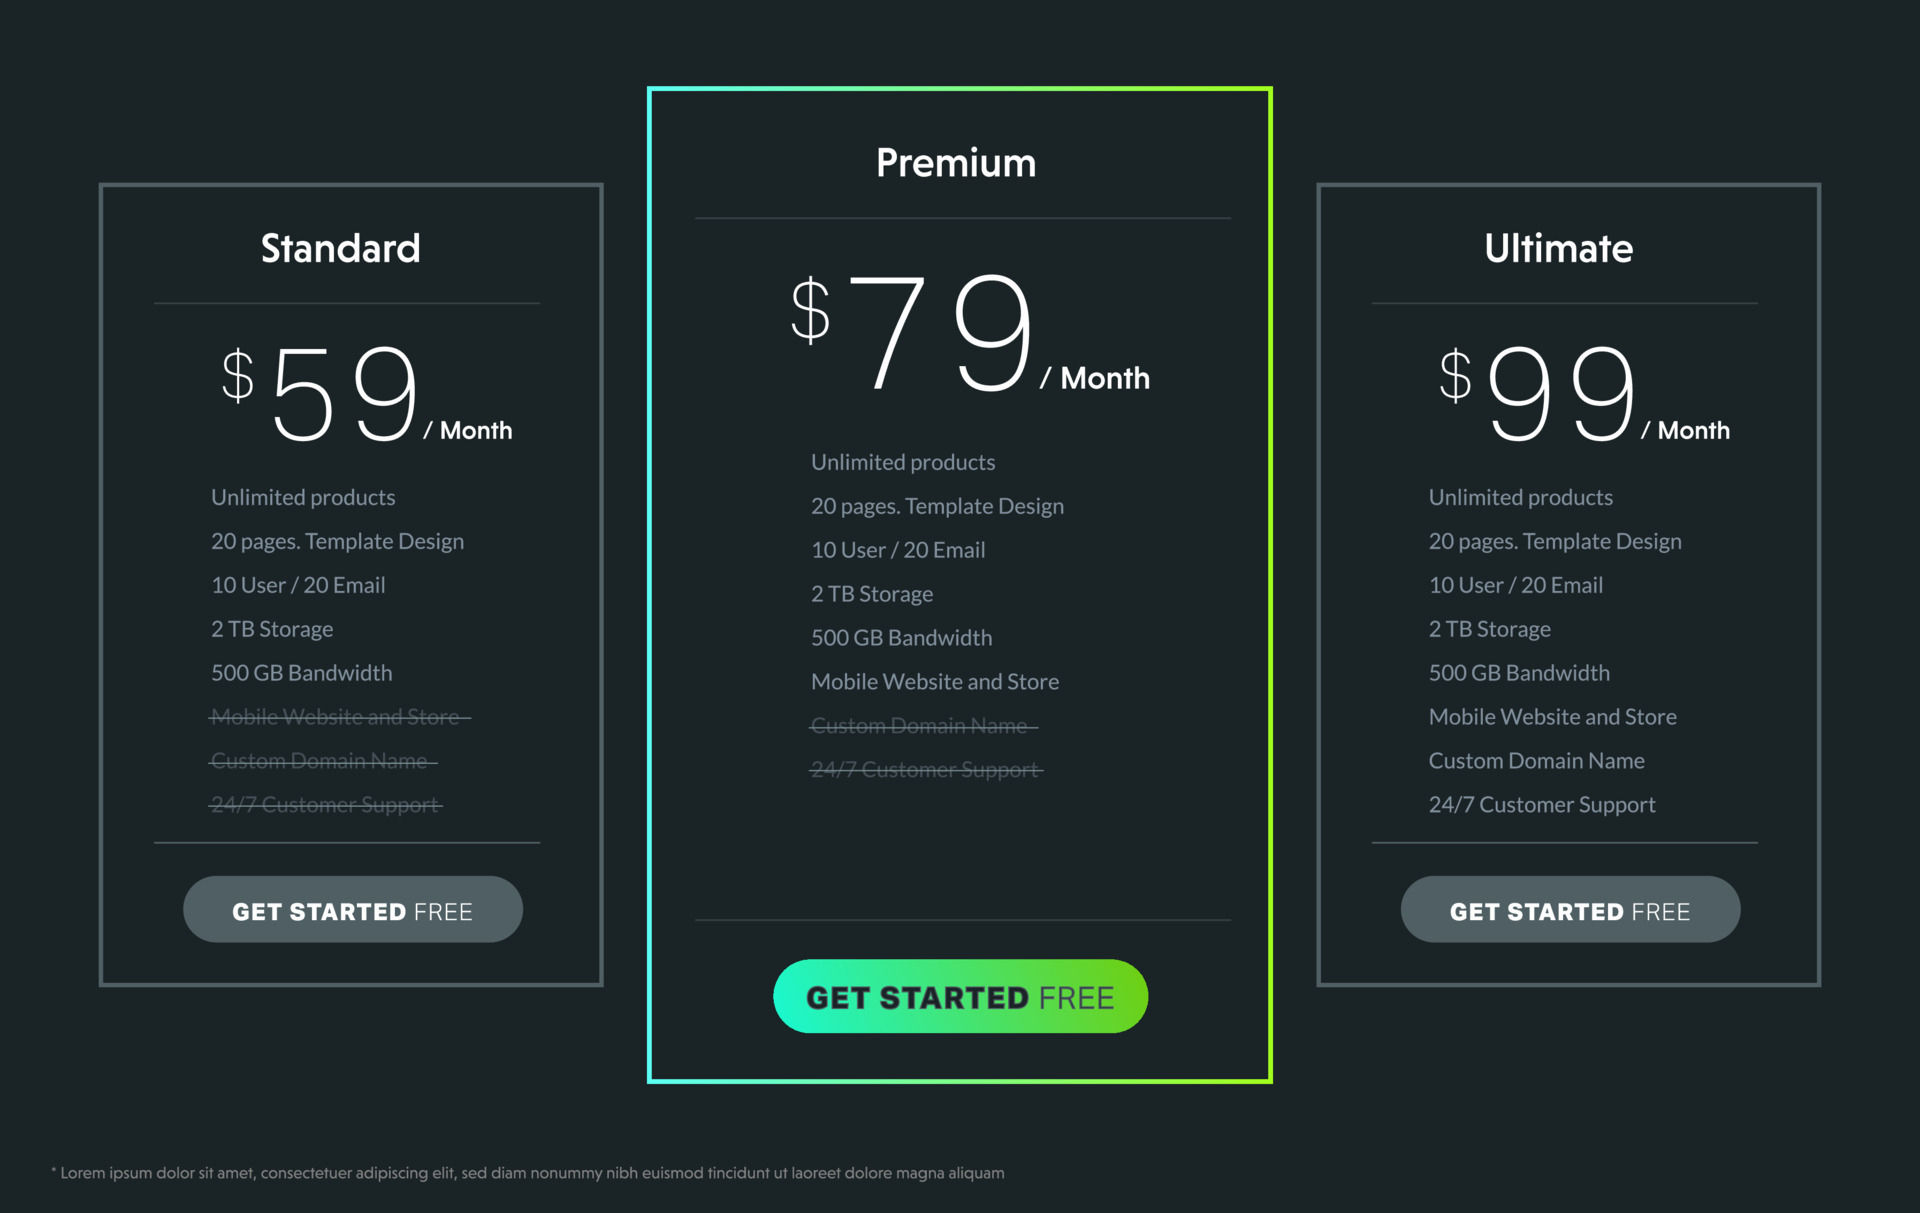 Standard
$59 / Month
Unlimited products
20 pages. Template Design
10 User / 20 Email
2 TB Storage
500 GB Bandwidth
Mobile Website and Store
Custom Domain Name
24/7 Customer Support
GET STARTED FREE
Premium
$79 / Month
Unlimited products
20 pages. Template Design
10 User / 20 Email
2 TB Storage
500 GB Bandwidth
Mobile Website and Store
Custom Domain Name
24/7 Customer Support
GET STARTED FREE
Ultimate
$99 / Month
Unlimited products
20 pages. Template Design
10 User / 20 Email
2 TB Storage
500 GB Bandwidth
Mobile Website and Store
Custom Domain Name
24/7 Customer Support
GET STARTED FREE
* Lorem ipsum dolor sit amet, consectetuer adipiscing elit, sed diam nonummy nibh euismod tincidunt ut laoreet dolore magna aliquam